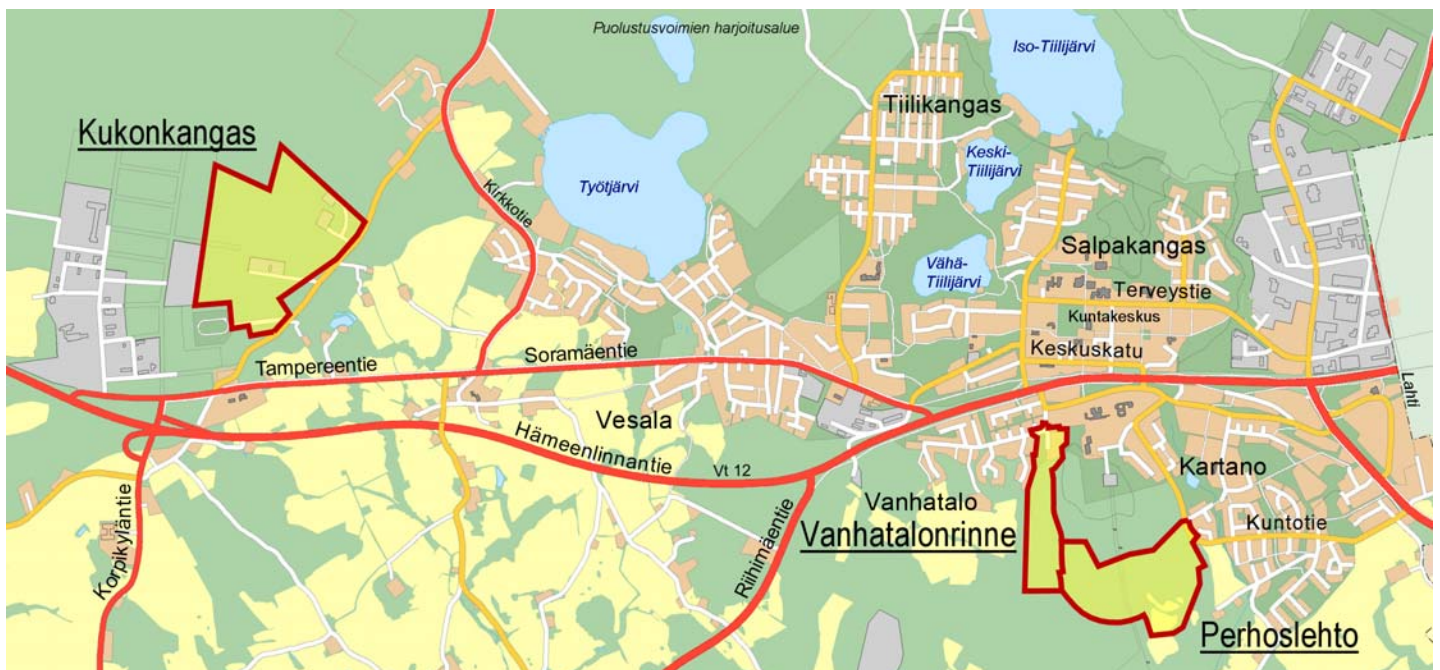 Puolustusvoimien harjoitusalue
Iso-Tiilijärvi
Tiilikangas
Kukonkangas
Keski-
Tiilijärvi
Työtjärvi
Kirkkotie
Salpakangas
Vähä-
Tiilijärvi
Terveystie
Kuntakeskus
Keskuskatu
Soramäentie
Tampereentie
Lahti
Vesala
Hämeenlinnantie
Vt 12
Kartano
Vanhatalo
Vanhatalonrinne
Kuntotie
Korpikyläntie
Riihimäentie
Perhoslehto